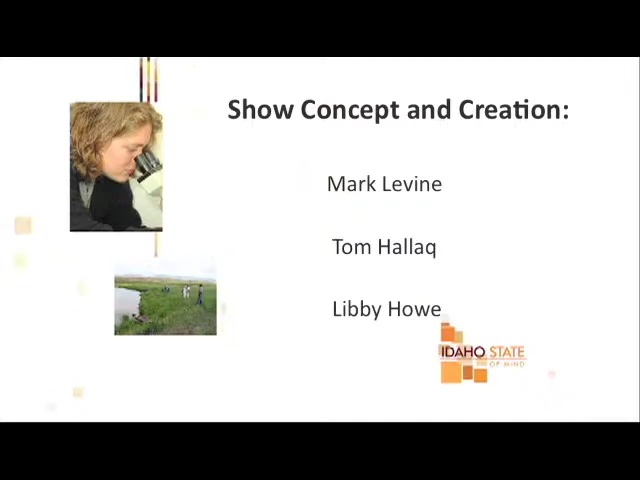 Show Concept and Creation:
Mark Levine
Tom Hallaq
Libby Howe
IDAHO STATE
OF MIND